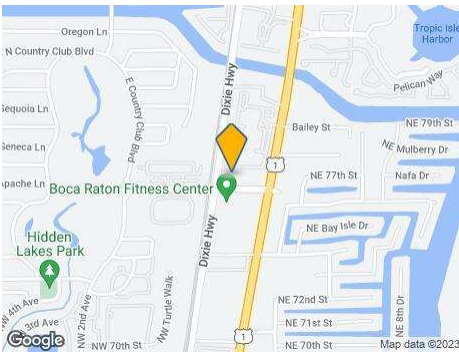 Oregon Ln
N Country Club Blvd
Dixie Hwy
Tropic Isle
Harbor
Pelican Way
Sequoia Ln
E Country Club Blvd
Bailey St
NE 79th St
NE Mulberry Dr
Seneca Ln
1
NE 77th St
Nafa Dr
Apache Ln
Boca Raton Fitness Center
NE Bay Isle Dr
Hidden
Lakes Park
Dixie Hwy
NW Turtle Walk
NE 8th Dr
NW 4th Ave
3rd Ave
NW 2nd Ave
NE 72nd St
NE 71st St
1
NW 70th St
NE 70th St
Google
Map data ©2023